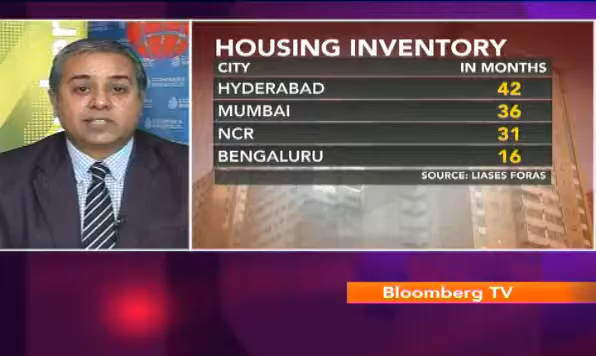 HOUSING INVENTORY
CITY IN MONTHS
HYDERABAD 42
MUMBAI 36
NCR 31
BENGALURU 16
SOURCE: LIASES FORAS
Bloomberg TV